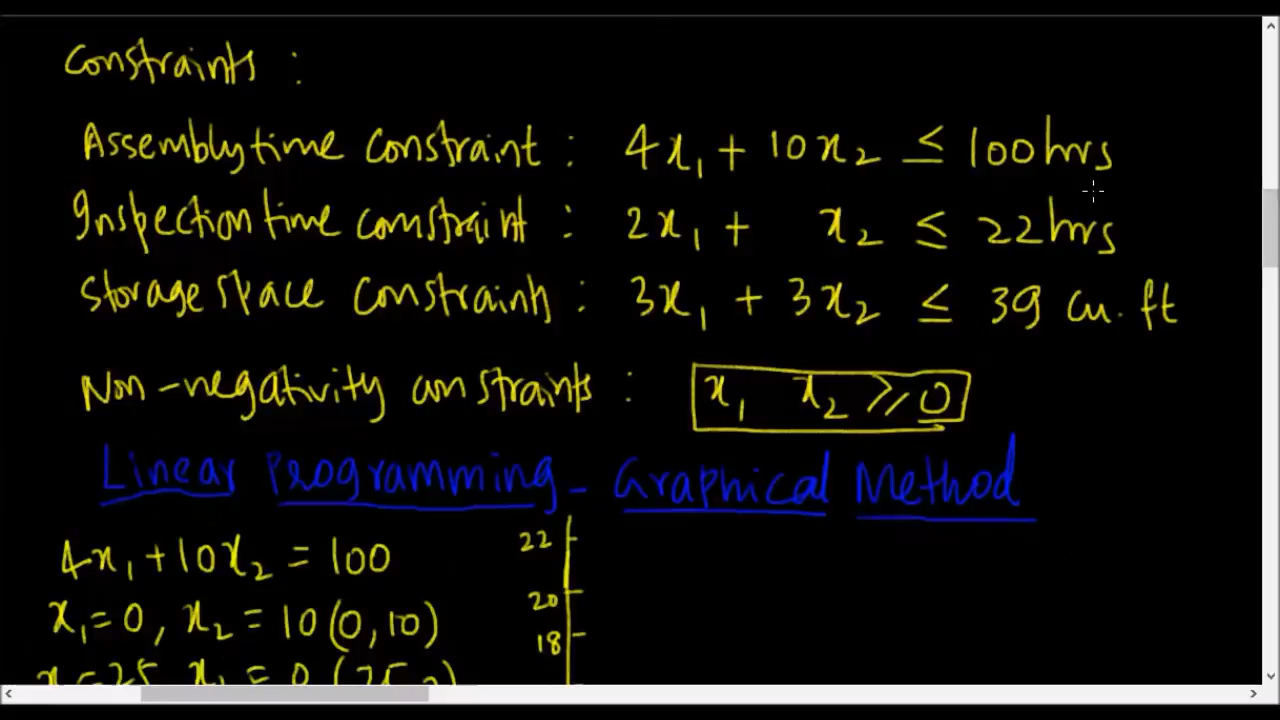 Constraints :
Assembly time constraint : 4x₁ + 10x₂ ≤ 100 hrs
Inspection time constraint : 2x₁ + x₂ ≤ 22 hrs
Storage space constraint : 3x₁ + 3x₂ ≤ 39 cu. ft
Non-negativity constraints : x₁ x₂ ≥ 0
Linear Programming - Graphical Method
4x₁ + 10x₂ = 100
x₁ = 0, x₂ = 10 (0, 10)
22
20
18